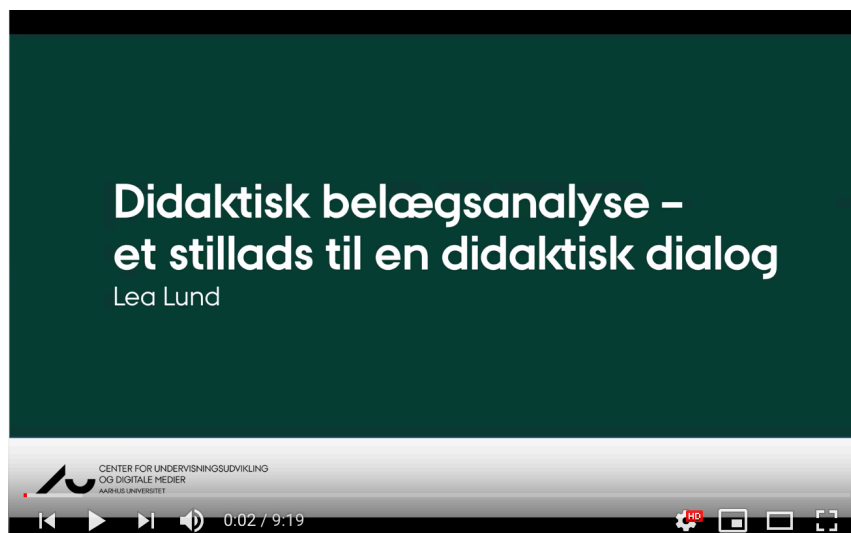 Didaktisk belægsanalyse –
et stillads til en didaktisk dialog
Lea Lund
CENTER FOR UNDERVISNINGSUDVIKLING
OG DIGITALE MEDIER
AARHUS UNIVERSITET
0:02 / 9:19
HD